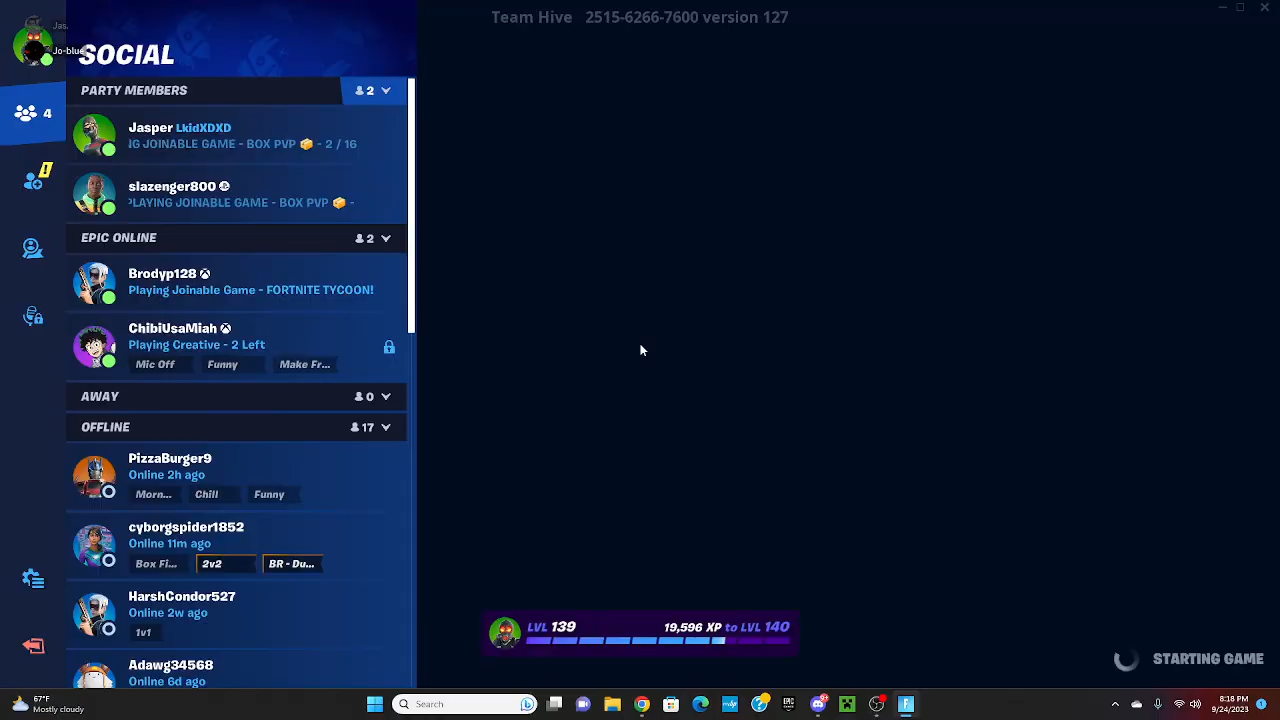 Team Hive 2515-6266-7600 version 127
Jas
Jo-blue
SOCIAL
PARTY MEMBERS 2
4
Jasper LkidXDXD
NG JOINABLE GAME - BOX PVP 📦 - 2 / 16
slazenger800
PLAYING JOINABLE GAME - BOX PVP 📦 -
EPIC ONLINE 2
Brodyp128
Playing Joinable Game - FORTNITE TYCOON!
ChibiUsaMiah
Playing Creative - 2 Left
Mic Off Funny Make Fr...
AWAY 0
OFFLINE 17
PizzaBurger9
Online 2h ago
Morn... Chill Funny
cyborgspider1852
Online 11m ago
Box Fi... 2v2 BR - Du...
HarshCondor527
Online 2w ago
1v1
Adawg34568
Online 6d ago
LVL 139 19,596 XP to LVL 140
STARTING GAME
Mostly cloudy
Search
8:18 PM
9/24/2023